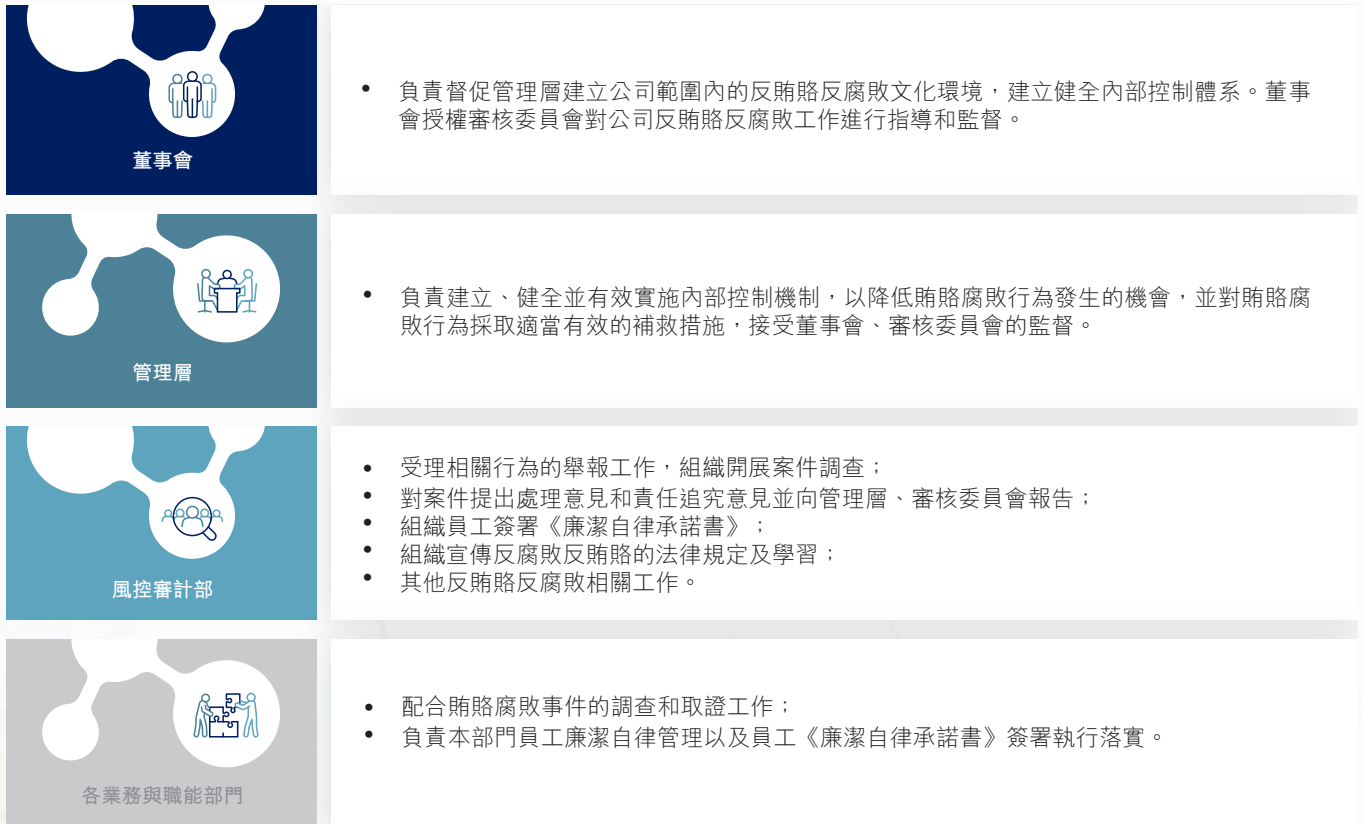 董事會
• 負責督促管理層建立公司範圍內的反賄賂反腐敗文化環境，建立健全內部控制體系。董事
會授權審核委員會對公司反賄賂反腐敗工作進行指導和監督。
管理層
• 負責建立、健全並有效實施內部控制機制，以降低賄賂腐敗行為發生的機會，並對賄賂腐
敗行為採取適當有效的補救措施，接受董事會、審核委員會的監督。
風控審計部
• 受理相關行為的舉報工作，組織開展案件調查；
• 對案件提出處理意見和責任追究意見並向管理層、審核委員會報告；
• 組織員工簽署《廉潔自律承諾書》；
• 組織宣傳反腐敗反賄賂的法律規定及學習；
• 其他反賄賂反腐敗相關工作。
各業務與職能部門
• 配合賄賂腐敗事件的調查和取證工作；
• 負責本部門員工廉潔自律管理以及員工《廉潔自律承諾書》簽署執行落實。